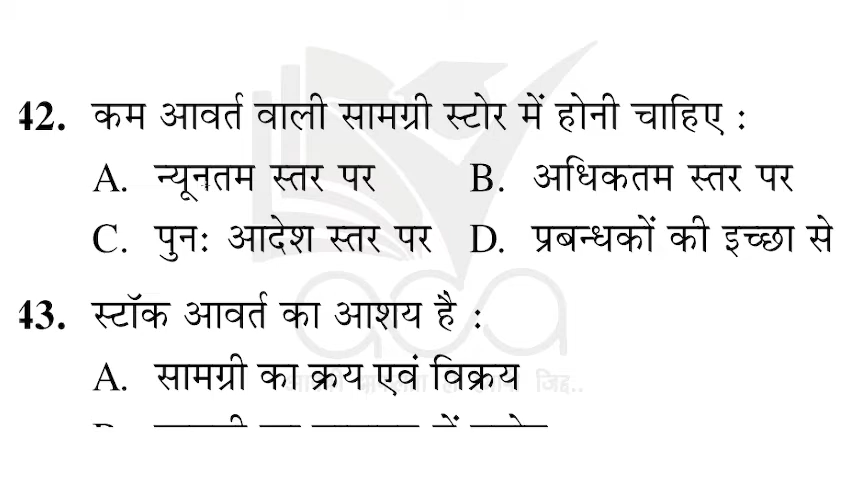 42. कम आवर्त वाली सामग्री स्टोर में होनी चाहिए :
A. न्यूनतम स्तर पर B. अधिकतम स्तर पर
C. पुनः आदेश स्तर पर D. प्रबन्धकों की इच्छा से
43. स्टॉक आवर्त का आशय है :
A. सामग्री का क्रय एवं विक्रय